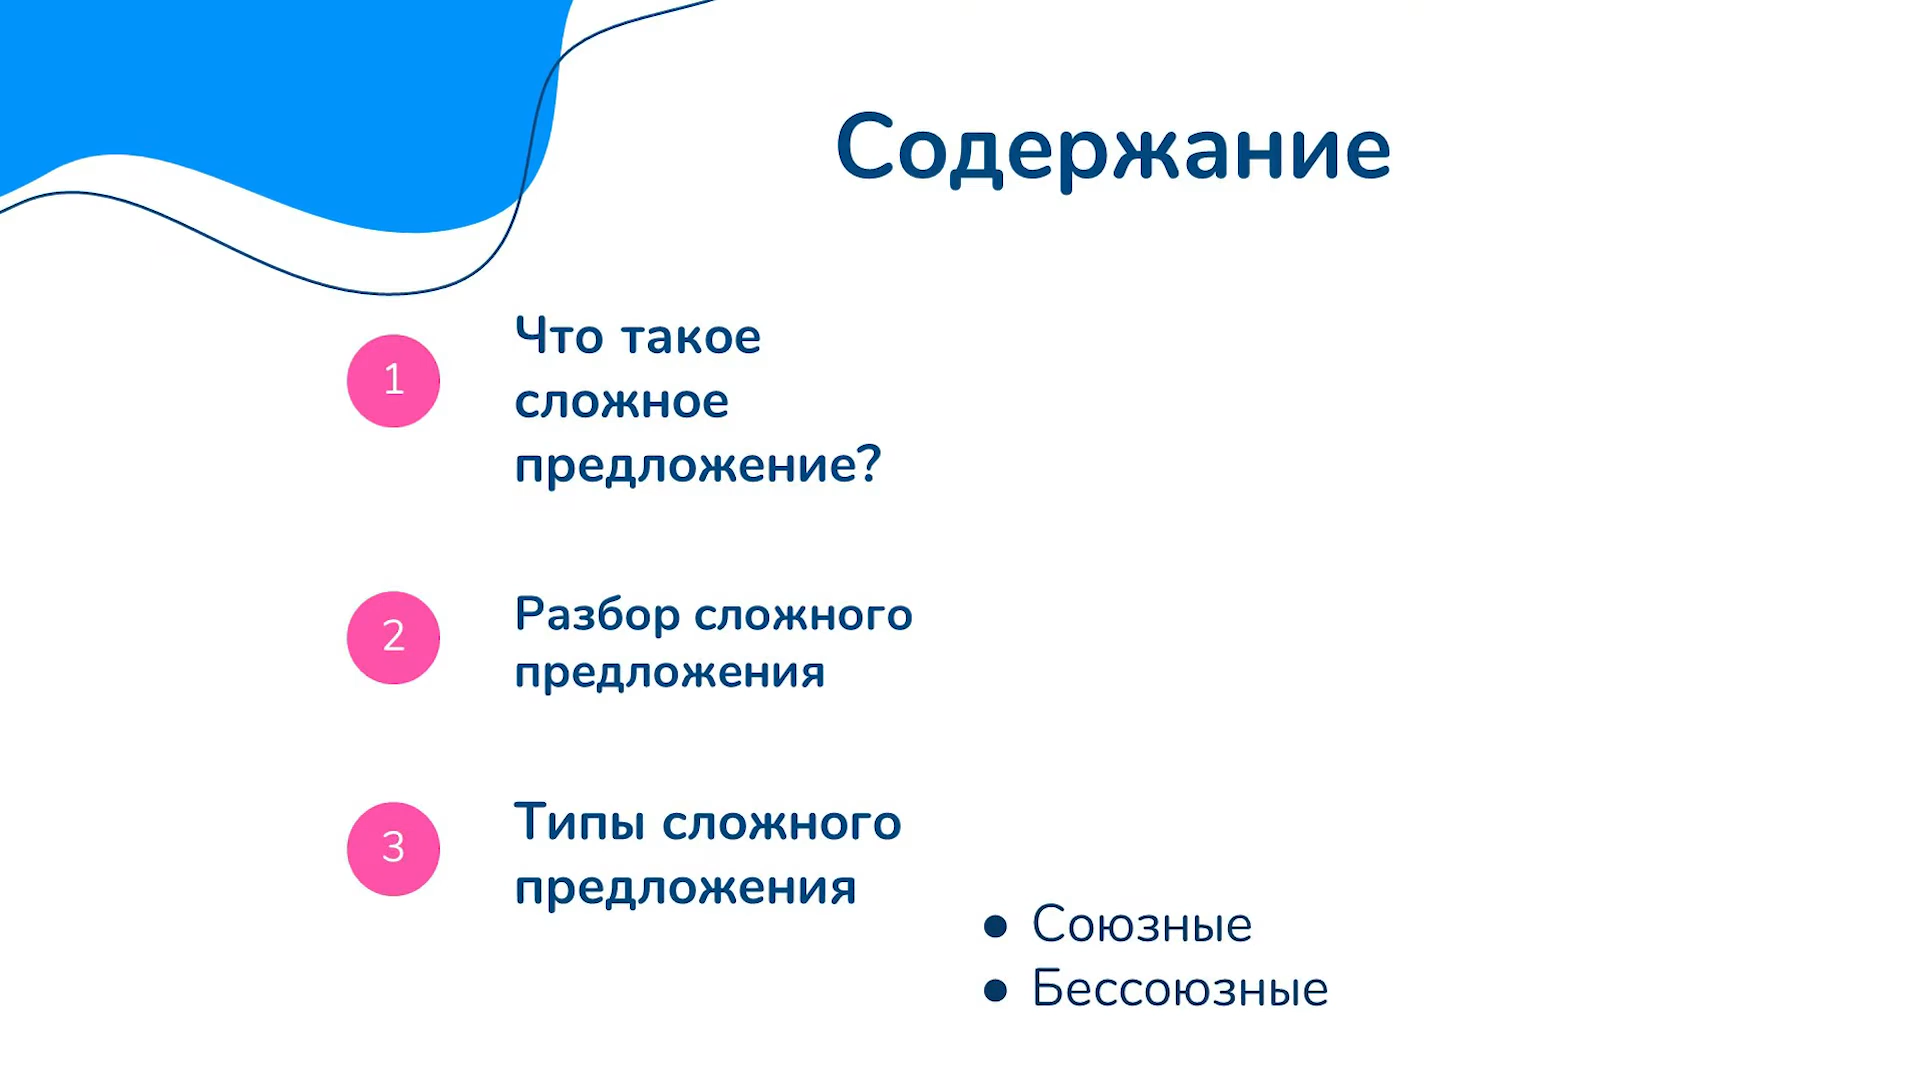 Содержание
1
Что такое
сложное
предложение?
2
Разбор сложного
предложения
3
Типы сложного
предложения
● Союзные
● Бессоюзные